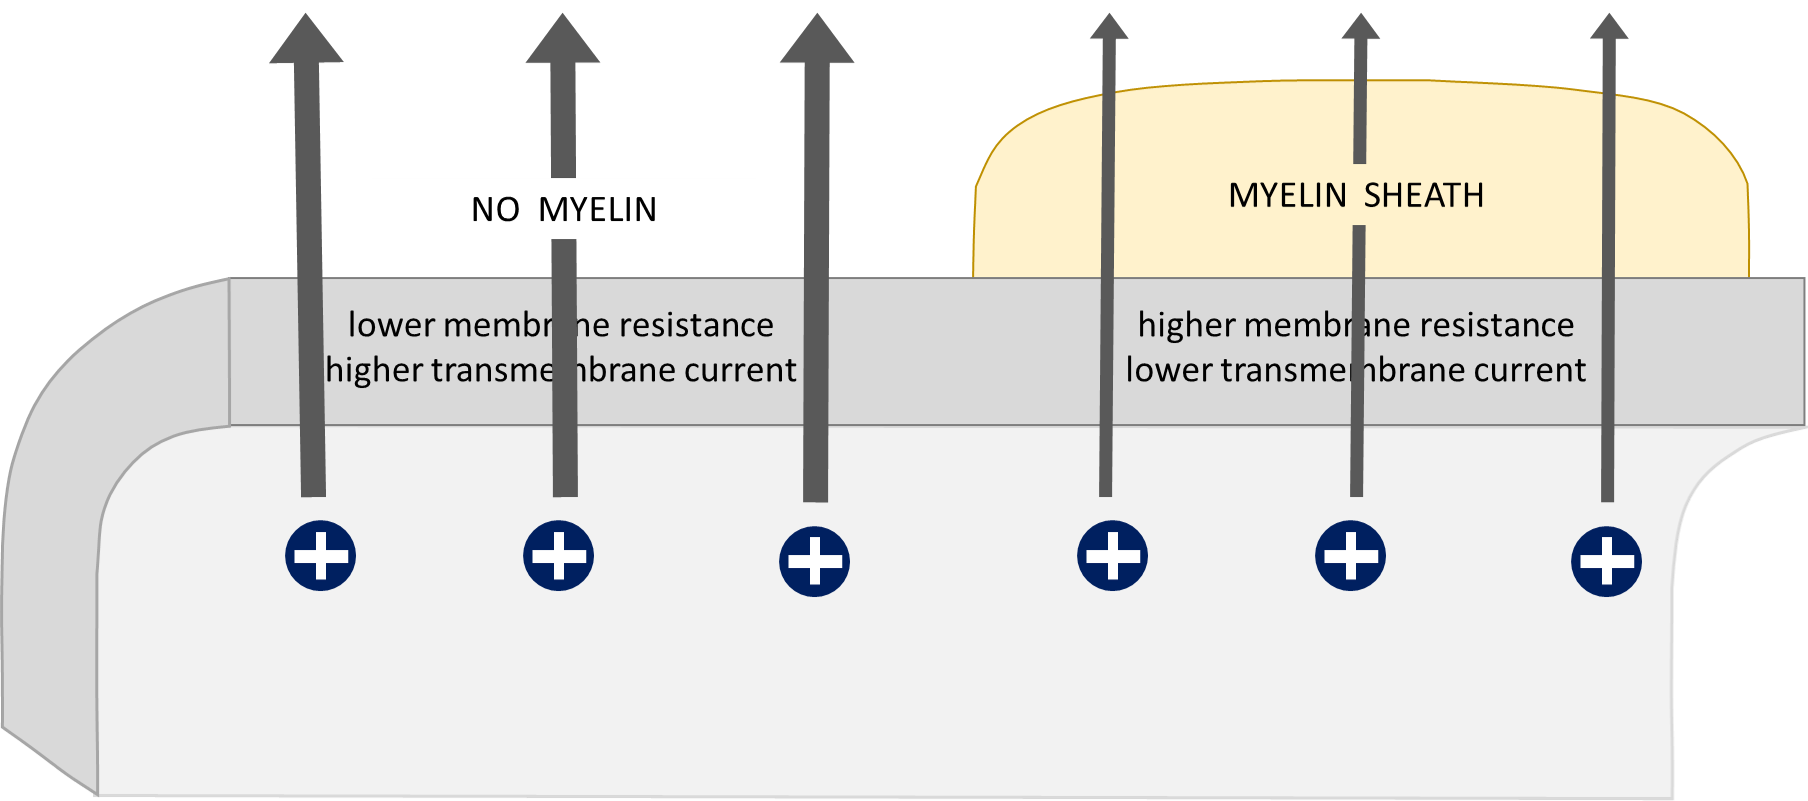 NO MYELIN
lower membrane resistance
higher transmembrane current
MYELIN SHEATH
higher membrane resistance
lower transmembrane current